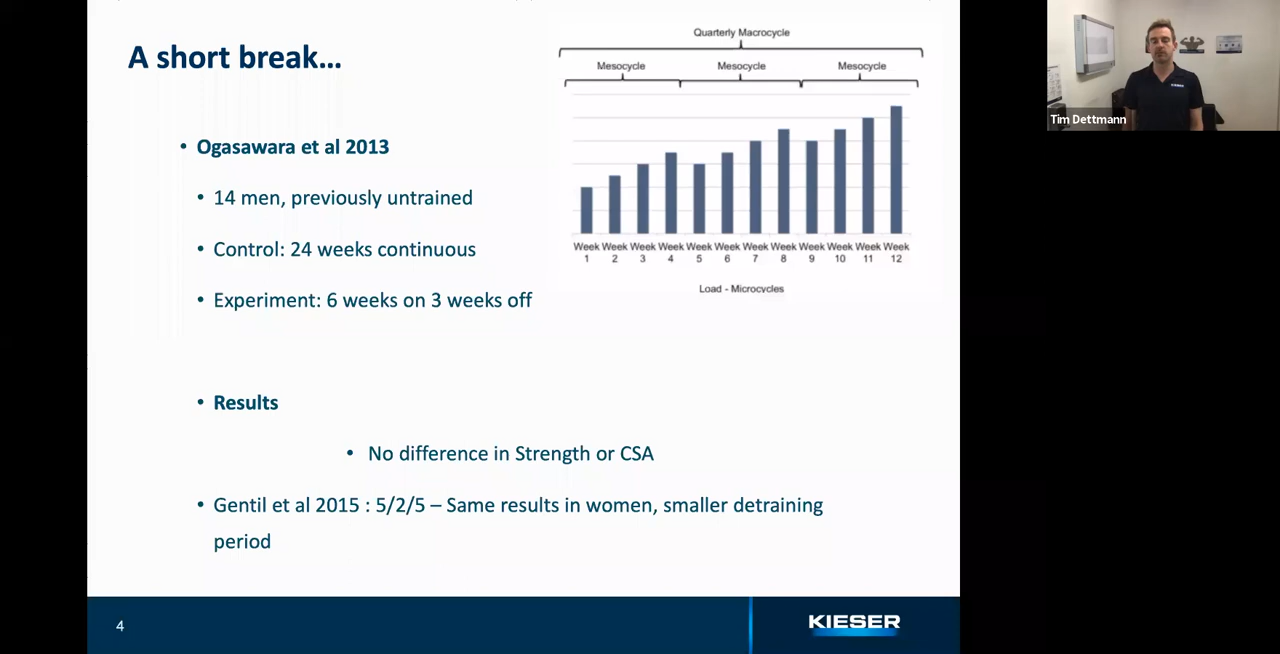 A short break...
• Ogasawara et al 2013
• 14 men, previously untrained
• Control: 24 weeks continuous
• Experiment: 6 weeks on 3 weeks off
• Results
• No difference in Strength or CSA
• Gentil et al 2015 : 5/2/5 – Same results in women, smaller detraining
period
Quarterly Macrocycle
Mesocycle Mesocycle Mesocycle
Week Week Week Week Week Week Week Week Week Week Week Week
1 2 3 4 5 6 7 8 9 10 11 12
Load - Microcycles
4
KIESER
KIESER
Tim Dettmann